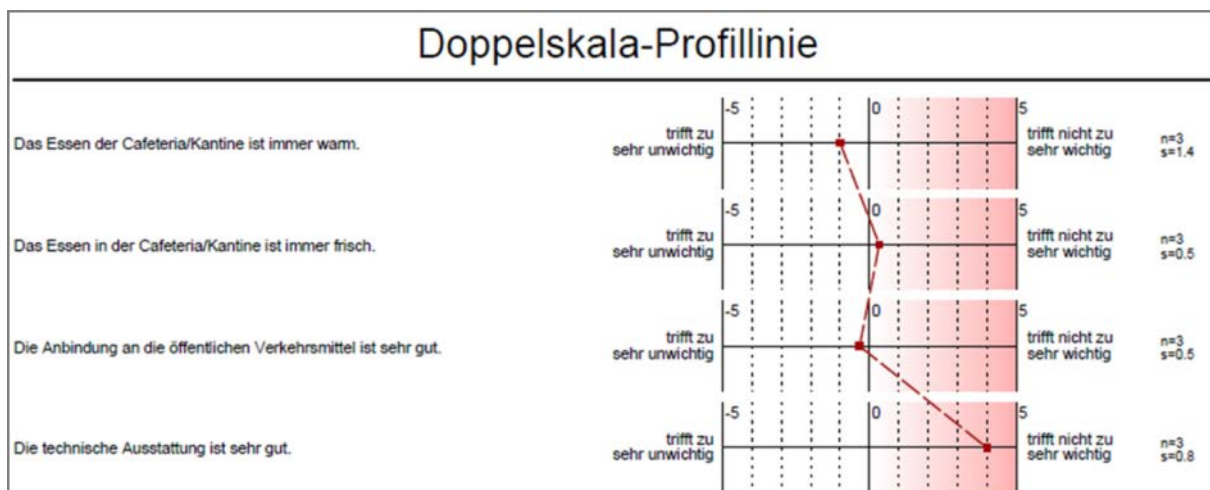 Doppelskala-Profillinie
-5 0 5
Das Essen der Cafeteria/Kantine ist immer warm.
trifft zu
sehr unwichtig
trifft nicht zu
sehr wichtig
n=3
s=1.4
-5 0 5
Das Essen in der Cafeteria/Kantine ist immer frisch.
trifft zu
sehr unwichtig
trifft nicht zu
sehr wichtig
n=3
s=0.5
-5 0 5
Die Anbindung an die öffentlichen Verkehrsmittel ist sehr gut.
trifft zu
sehr unwichtig
trifft nicht zu
sehr wichtig
n=3
s=0.5
-5 0 5
Die technische Ausstattung ist sehr gut.
trifft zu
sehr unwichtig
trifft nicht zu
sehr wichtig
n=3
s=0.8